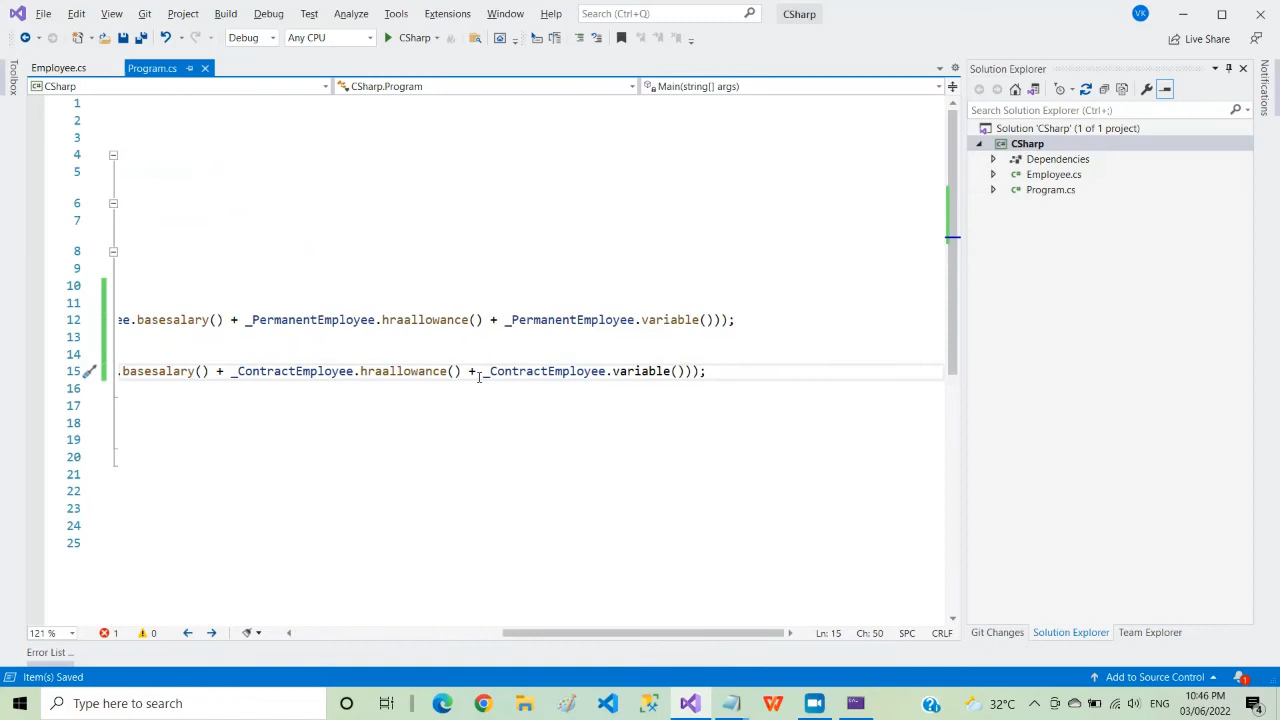 File Edit View Git Project Build Debug Test Analyze Tools Extensions Window Help Search (Ctrl+Q) CSharp VK
Debug Any CPU CSharp Live Share
Toolbox
Employee.cs Program.cs
CSharp CSharp.Program Main(string[] args)
1
2
3
4
5
6
7
8
9
10
11
12 ee.basesalary() + _PermanentEmployee.hraallowance() + _PermanentEmployee.variable()));
13
14
15 .basesalary() + _ContractEmployee.hraallowance() + _ContractEmployee.variable()));
16
17
18
19
20
21
22
23
24
25
121 % 1 0 Ln: 15 Ch: 50 SPC CRLF
Error List ...
Solution Explorer
Search Solution Explorer (Ctrl+;)
Solution 'CSharp' (1 of 1 project)
CSharp
Dependencies
Employee.cs
Program.cs
Git Changes Solution Explorer Team Explorer
Notifications
Item(s) Saved Add to Source Control 1
Type here to search 32°C ENG 10:46 PM
03/06/2022 4